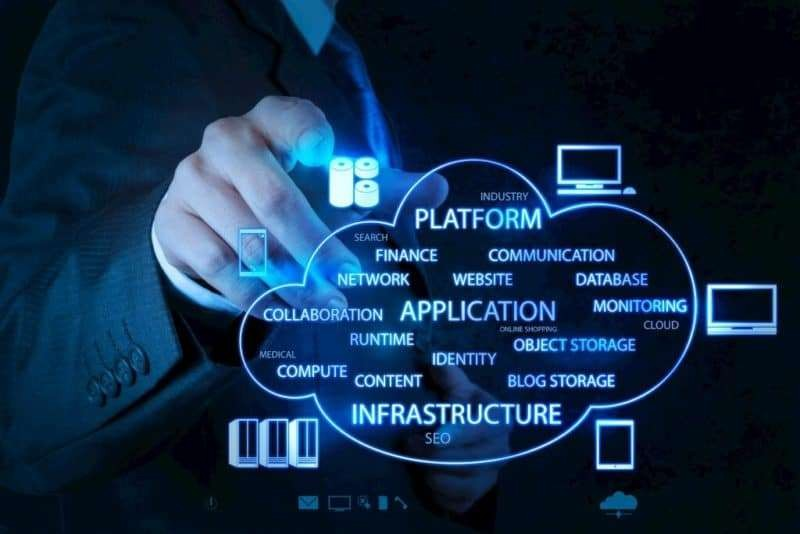 INDUSTRY
PLATFORM
SEARCH
FINANCE COMMUNICATION
NETWORK WEBSITE DATABASE
COLLABORATION APPLICATION MONITORING
ONLINE SHOPPING CLOUD
RUNTIME OBJECT STORAGE
MEDICAL IDENTITY
COMPUTE CONTENT BLOG STORAGE
INFRASTRUCTURE
SEO